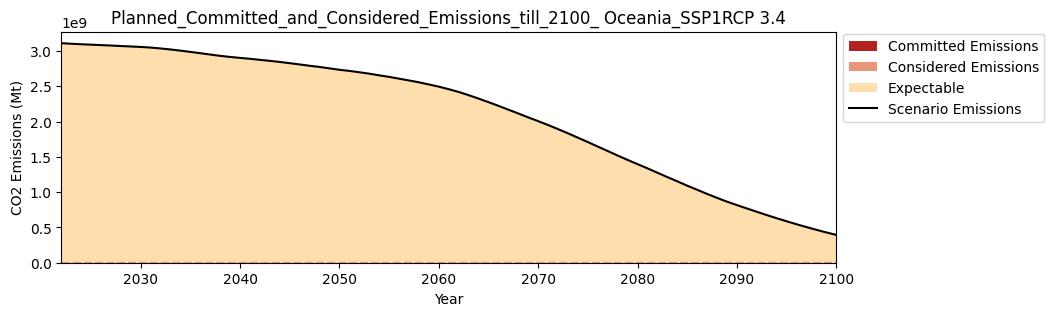 Planned_Committed_and_Considered_Emissions_till_2100_ Oceania_SSP1RCP 3.4
1e9
3.0
2.5
2.0
1.5
1.0
0.5
0.0
CO2 Emissions (Mt)
2030 2040 2050 2060 2070 2080 2090 2100
Year
Committed Emissions
Considered Emissions
Expectable
Scenario Emissions